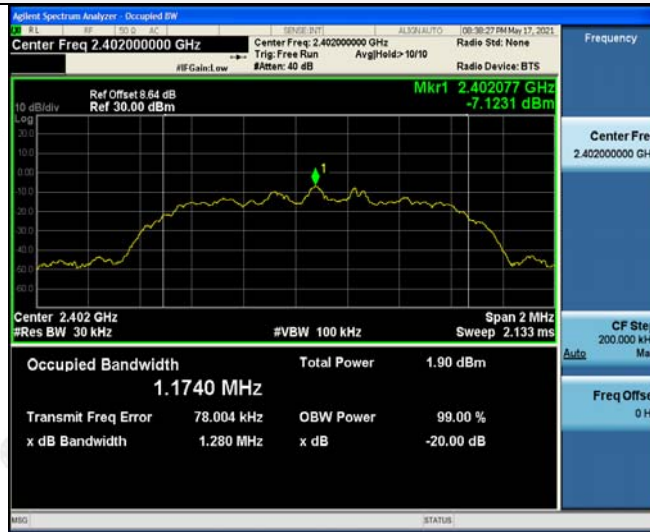 Agilent Spectrum Analyzer - Occupied BW
RL RF 50 Ω AC SENSE:INT ALIGN AUTO 08:38:27 PM May 17, 2021
Center Freq 2.402000000 GHz
Center Freq: 2.402000000 GHz
Radio Std: None
Trig: Free Run Avg|Hold:> 10/10
#IFGain:Low #Atten: 40 dB Radio Device: BTS
Frequency
Mkr1 2.402077 GHz
-7.1231 dBm
Ref Offset 8.64 dB
10 dB/div Ref 30.00 dBm
Log
20.0
10.0
0.00
-10.0
-20.0
-30.0
-40.0
-50.0
-60.0
1
Center 2.402 GHz Span 2 MHz
#Res BW 30 kHz #VBW 100 kHz Sweep 2.133 ms
Occupied Bandwidth Total Power 1.90 dBm
1.1740 MHz
Transmit Freq Error 78.004 kHz OBW Power 99.00 %
x dB Bandwidth 1.280 MHz x dB -20.00 dB
Center Fre
2.402000000 GH
CF Ste
200.000 kH
Auto Ma
Freq Offse
0 H
MSG STATUS